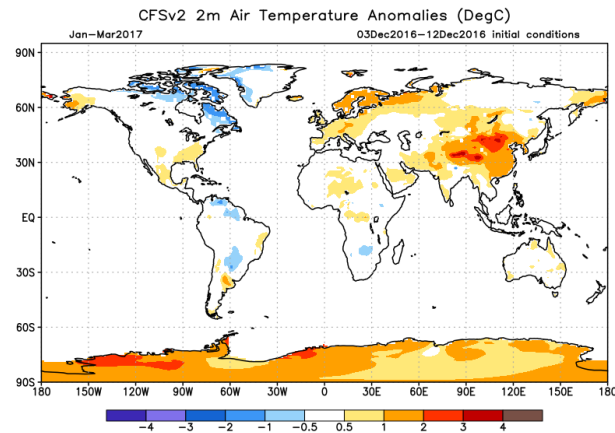 CFSv2 2m Air Temperature Anomalies (DegC)
Jan–Mar2017 03Dec2016–12Dec2016 initial conditions
90N
60N
30N
EQ
30S
60S
90S
180 150W 120W 90W 60W 30W 0 30E 60E 90E 120E 150E 180
-4 -3 -2 -1 -0.5 0.5 1 2 3 4